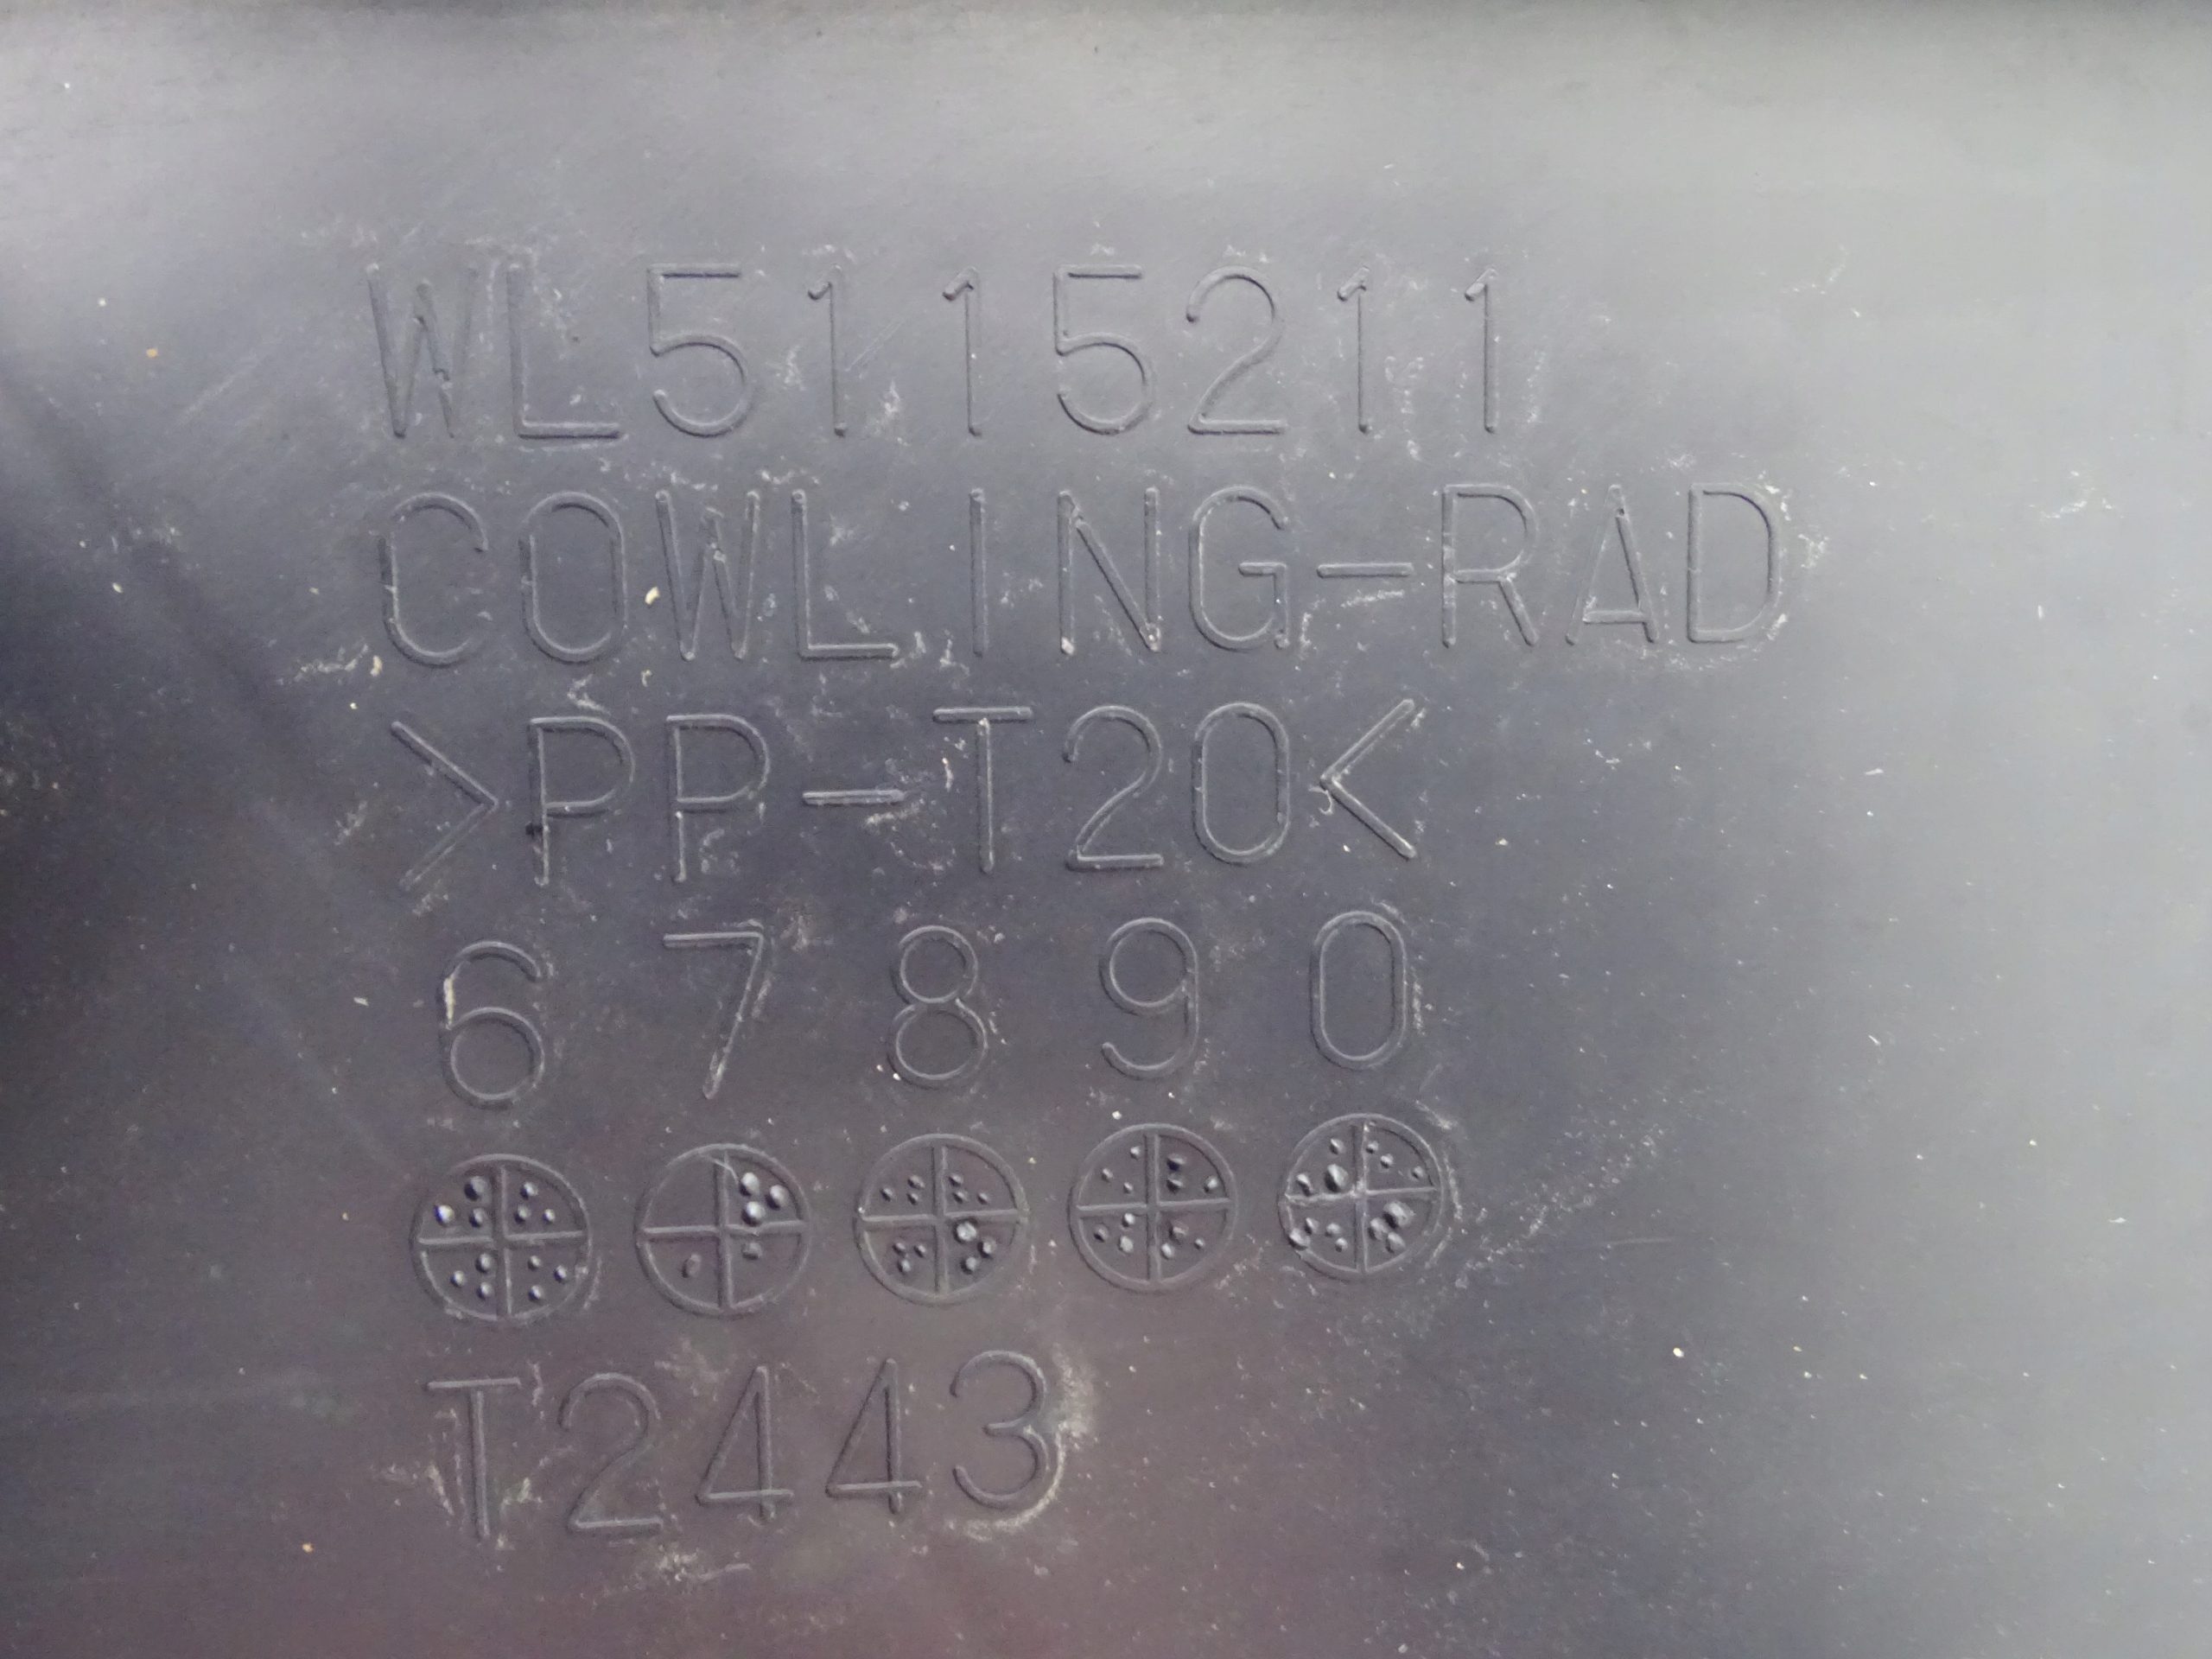 WL5115211
COWLING-RAD
>PP-T20<
6 7 8 9 0
T2443